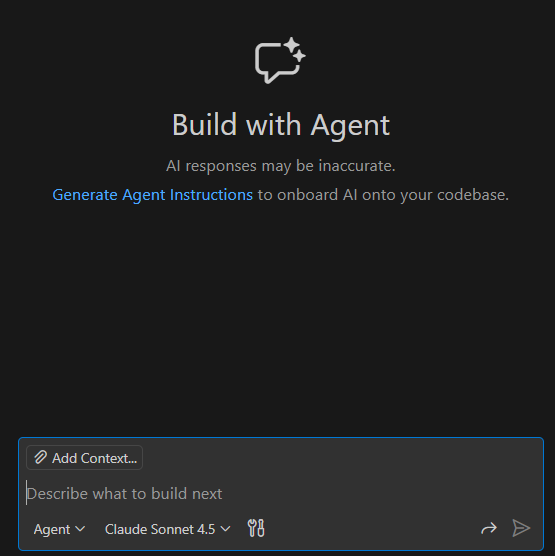 Build with Agent
AI responses may be inaccurate.
Generate Agent Instructions to onboard AI onto your codebase.
Add Context...
Describe what to build next
Agent Claude Sonnet 4.5